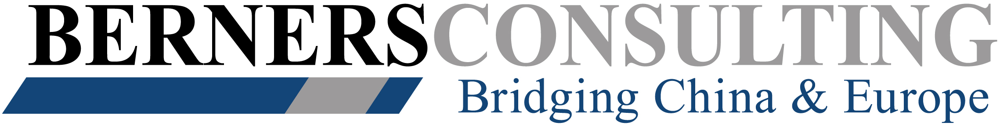 BERNERSCONSULTING
Bridging China & Europe